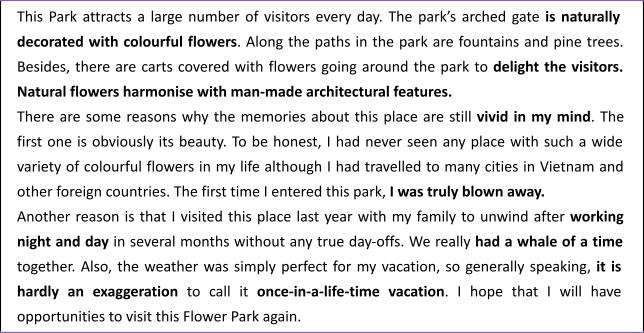 This Park attracts a large number of visitors every day. The park's arched gate is naturally
decorated with colourful flowers. Along the paths in the park are fountains and pine trees.
Besides, there are carts covered with flowers going around the park to delight the visitors.
Natural flowers harmonise with man-made architectural features.
There are some reasons why the memories about this place are still vivid in my mind. The
first one is obviously its beauty. To be honest, I had never seen any place with such a wide
variety of colourful flowers in my life although I had travelled to many cities in Vietnam and
other foreign countries. The first time I entered this park, I was truly blown away.
Another reason is that I visited this place last year with my family to unwind after working
night and day in several months without any true day-offs. We really had a whale of a time
together. Also, the weather was simply perfect for my vacation, so generally speaking, it is
hardly an exaggeration to call it once-in-a-life-time vacation. I hope that I will have
opportunities to visit this Flower Park again.